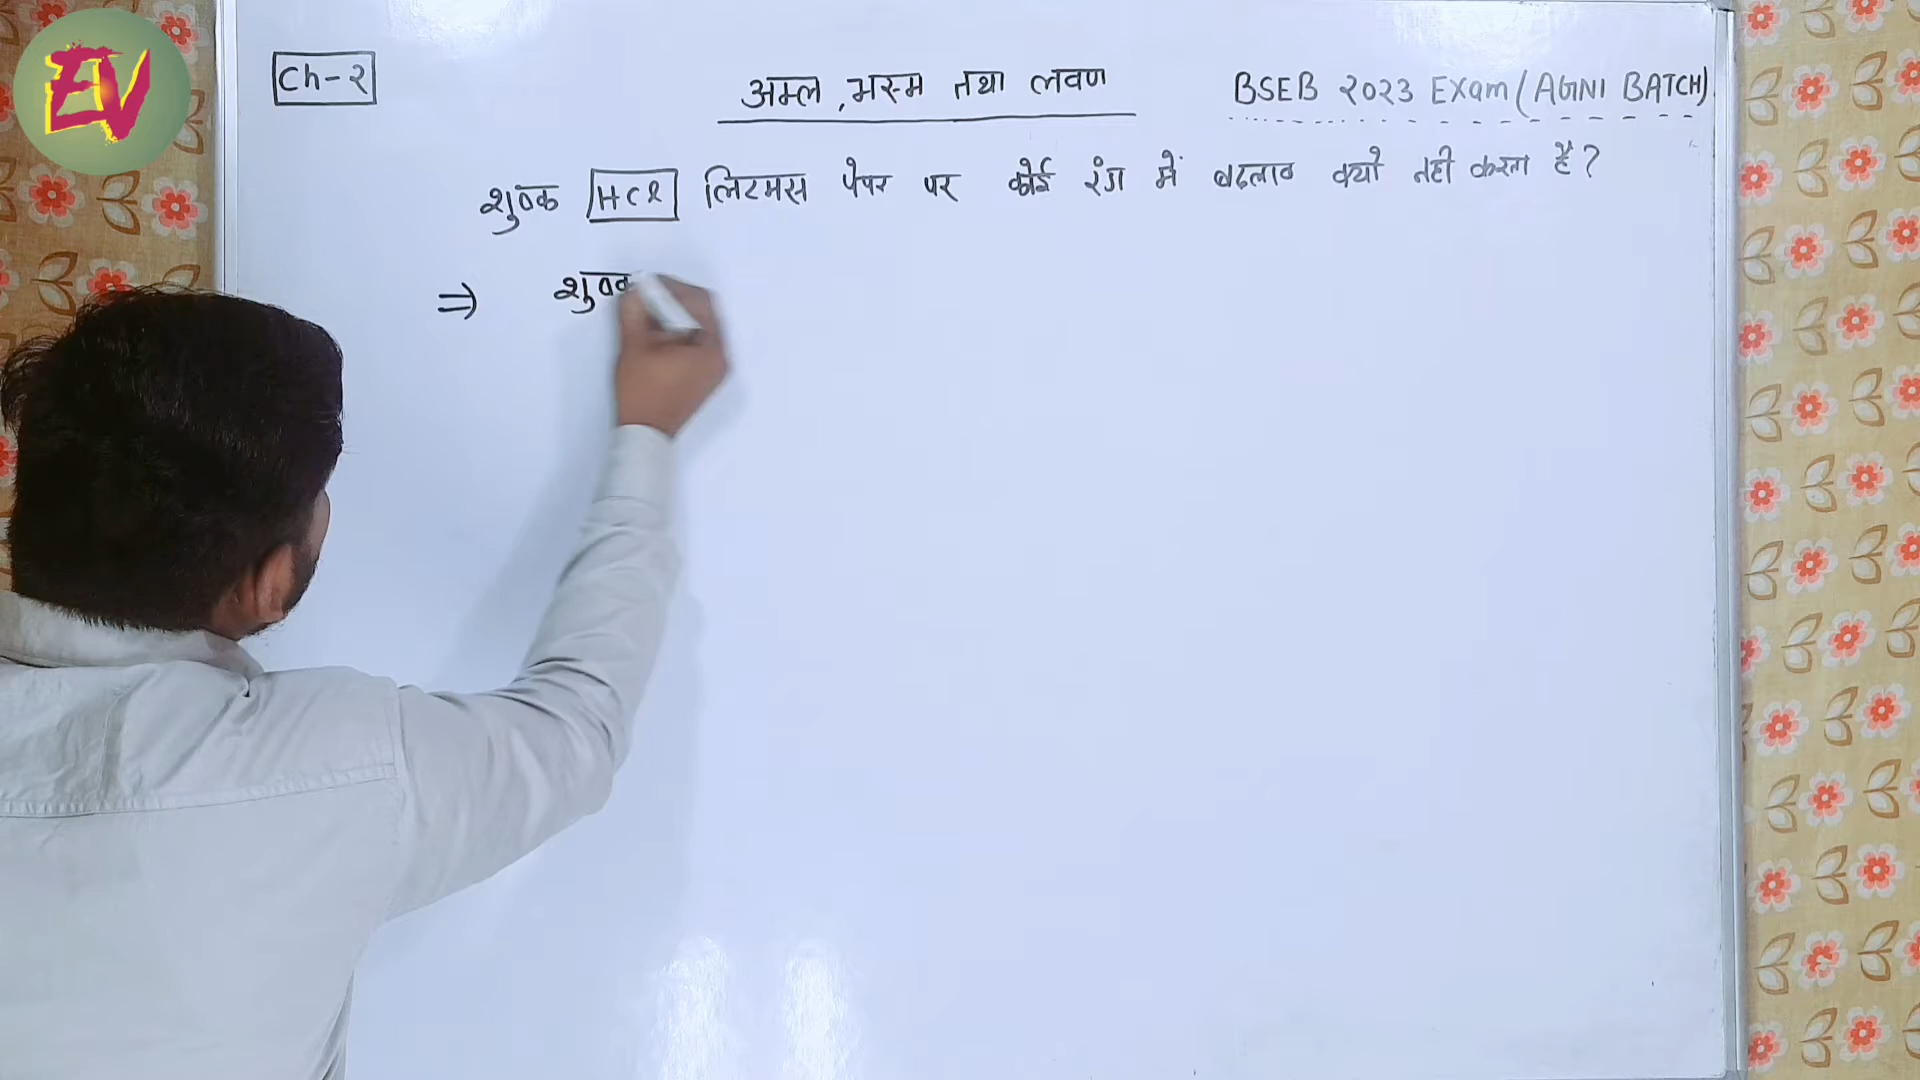 EV
Ch-2
अम्ल, भस्म तथा लवण
BSEB 2023 Exam (AGNI BATCH)
शुष्क HCl लिटमस पेपर पर कोई रंग में बदलाव क्यों नहीं करता है?
⇒ शुष्क